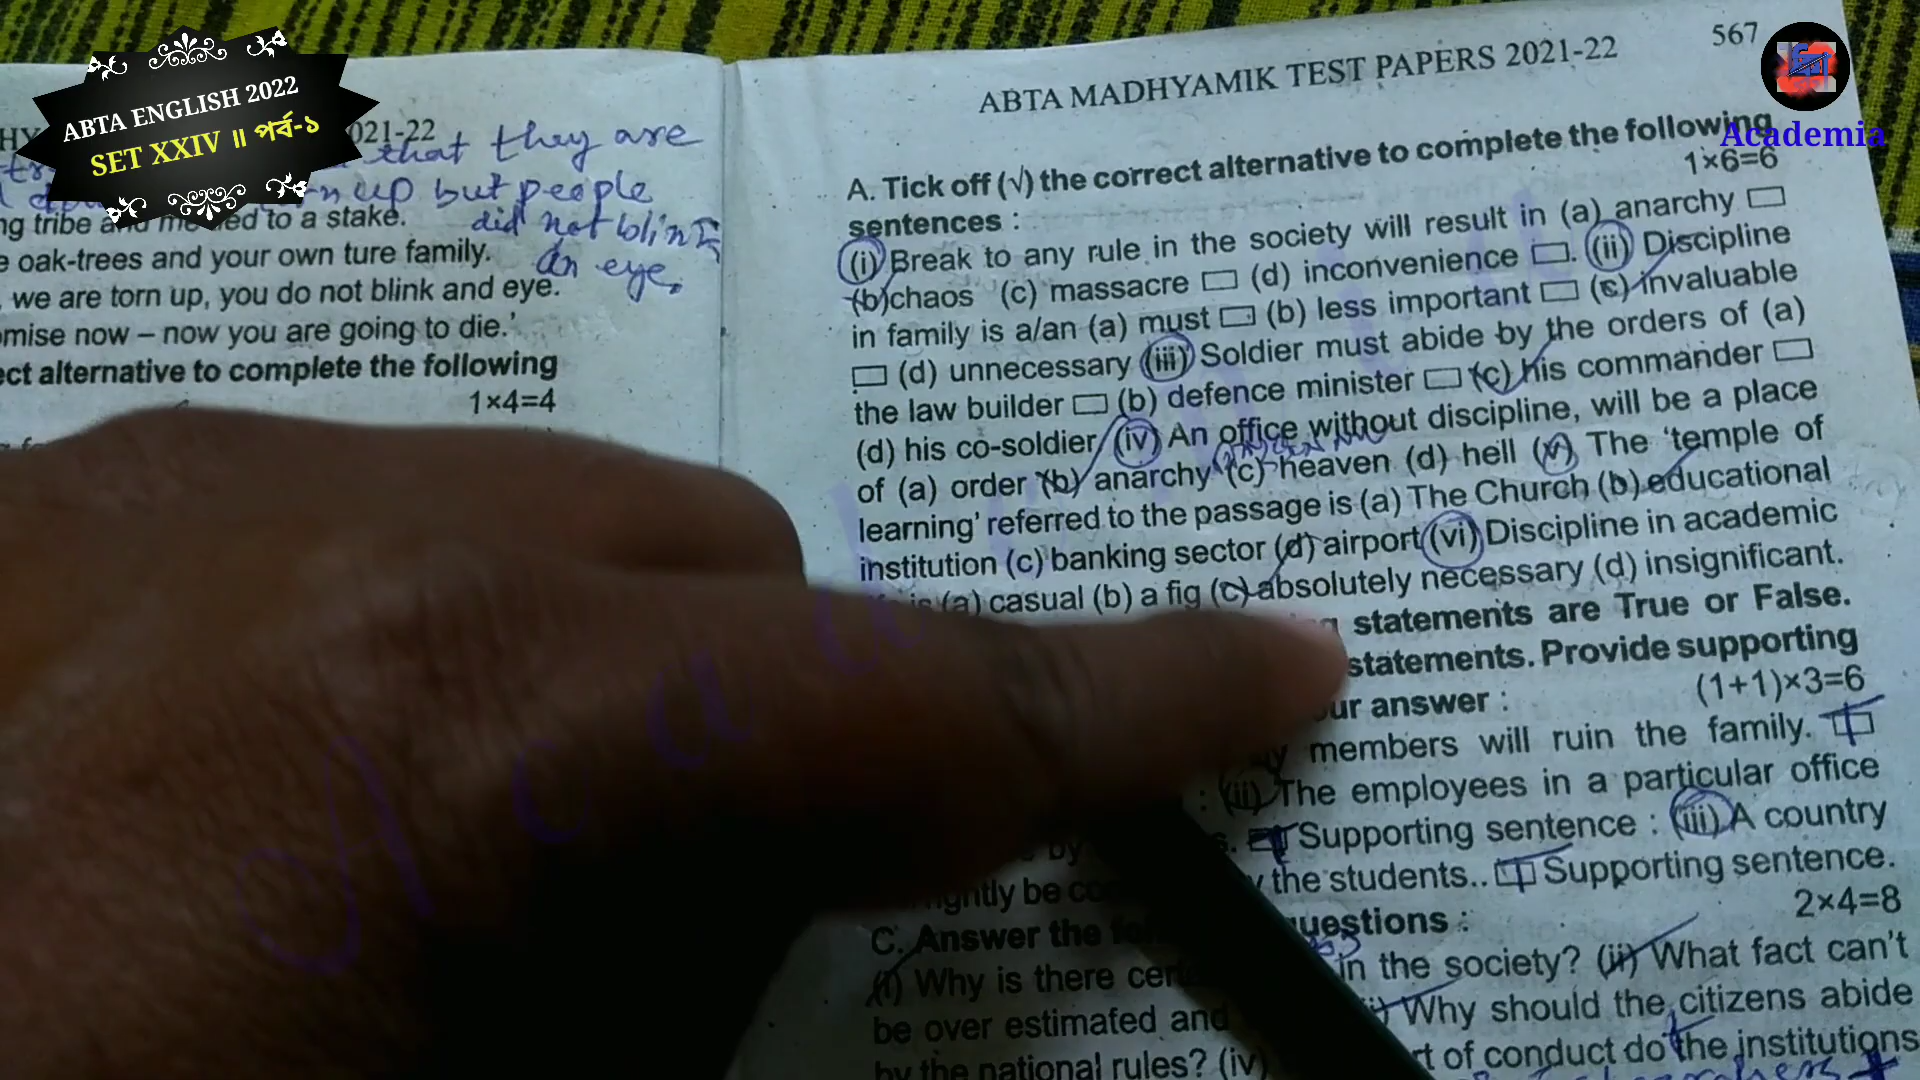 ABTA ENGLISH 2022
SET XXIV ॥ পর্ব-১
021-22
that they are
up but people
did not blink
an eye.
ng tribe and ed to a stake.
e oak-trees and your own ture family.
we are torn up, you do not blink and eye.
omise now – now you are going to die.'
ect alternative to complete the following
1×4=4
567
ABTA MADHYAMIK TEST PAPERS 2021-22
Academia
A. Tick off (√) the correct alternative to complete the following
sentences : 1×6=6
(i) Break to any rule in the society will result in (a) anarchy
(b) chaos (c) massacre (d) inconvenience . (ii) Discipline
in family is a/an (a) must (b) less important (c) invaluable
(d) unnecessary (iii) Soldier must abide by the orders of (a)
the law builder (b) defence minister (c) his commander
(d) his co-soldier (iv) An office without discipline, will be a place
of (a) order (b) anarchy (c) heaven (d) hell (v) The 'temple of
learning' referred to the passage is (a) The Church (b) educational
institution (c) banking sector (d) airport (vi) Discipline in academic
is (a) casual (b) a fig (c) absolutely necessary (d) insignificant.
statements are True or False.
statements. Provide supporting
ur answer : (1+1)×3=6
members will ruin the family.
: (ii) The employees in a particular office
by s. T Supporting sentence : (iii) A country
ghtly be co y the students.. T Supporting sentence.
C. Answer the fol questions : 2×4=8
(i) Why is there cer in the society? (ii) What fact can't
be over estimated and i) Why should the citizens abide
by the national rules? (iv) rt of conduct do the institutions
Academia